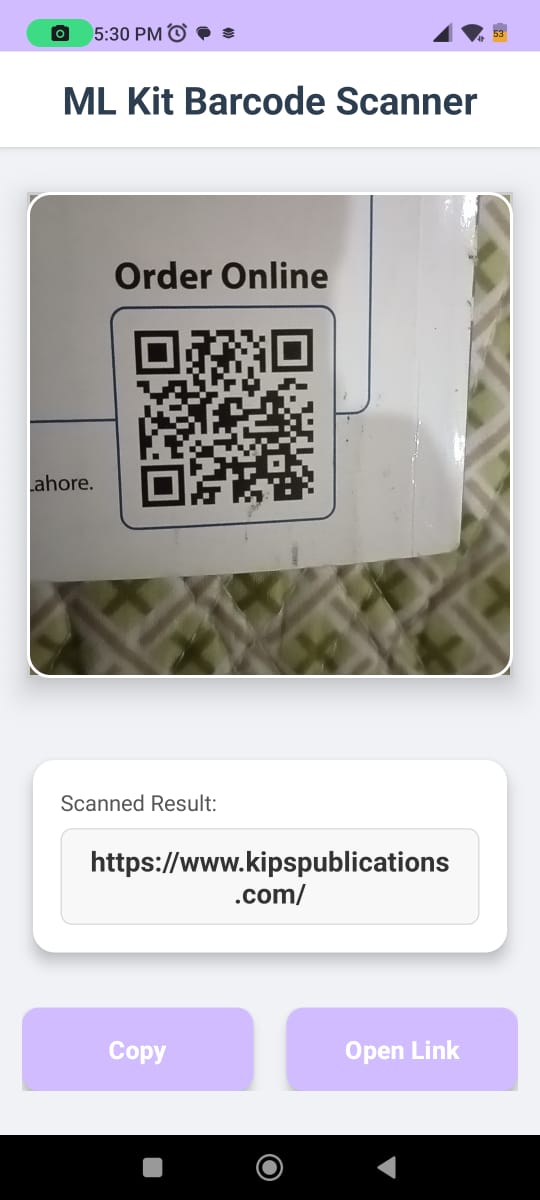 5:30 PM
53
ML Kit Barcode Scanner
Order Online
Lahore.
Scanned Result:
https://www.kipspublications
.com/
Copy
Open Link